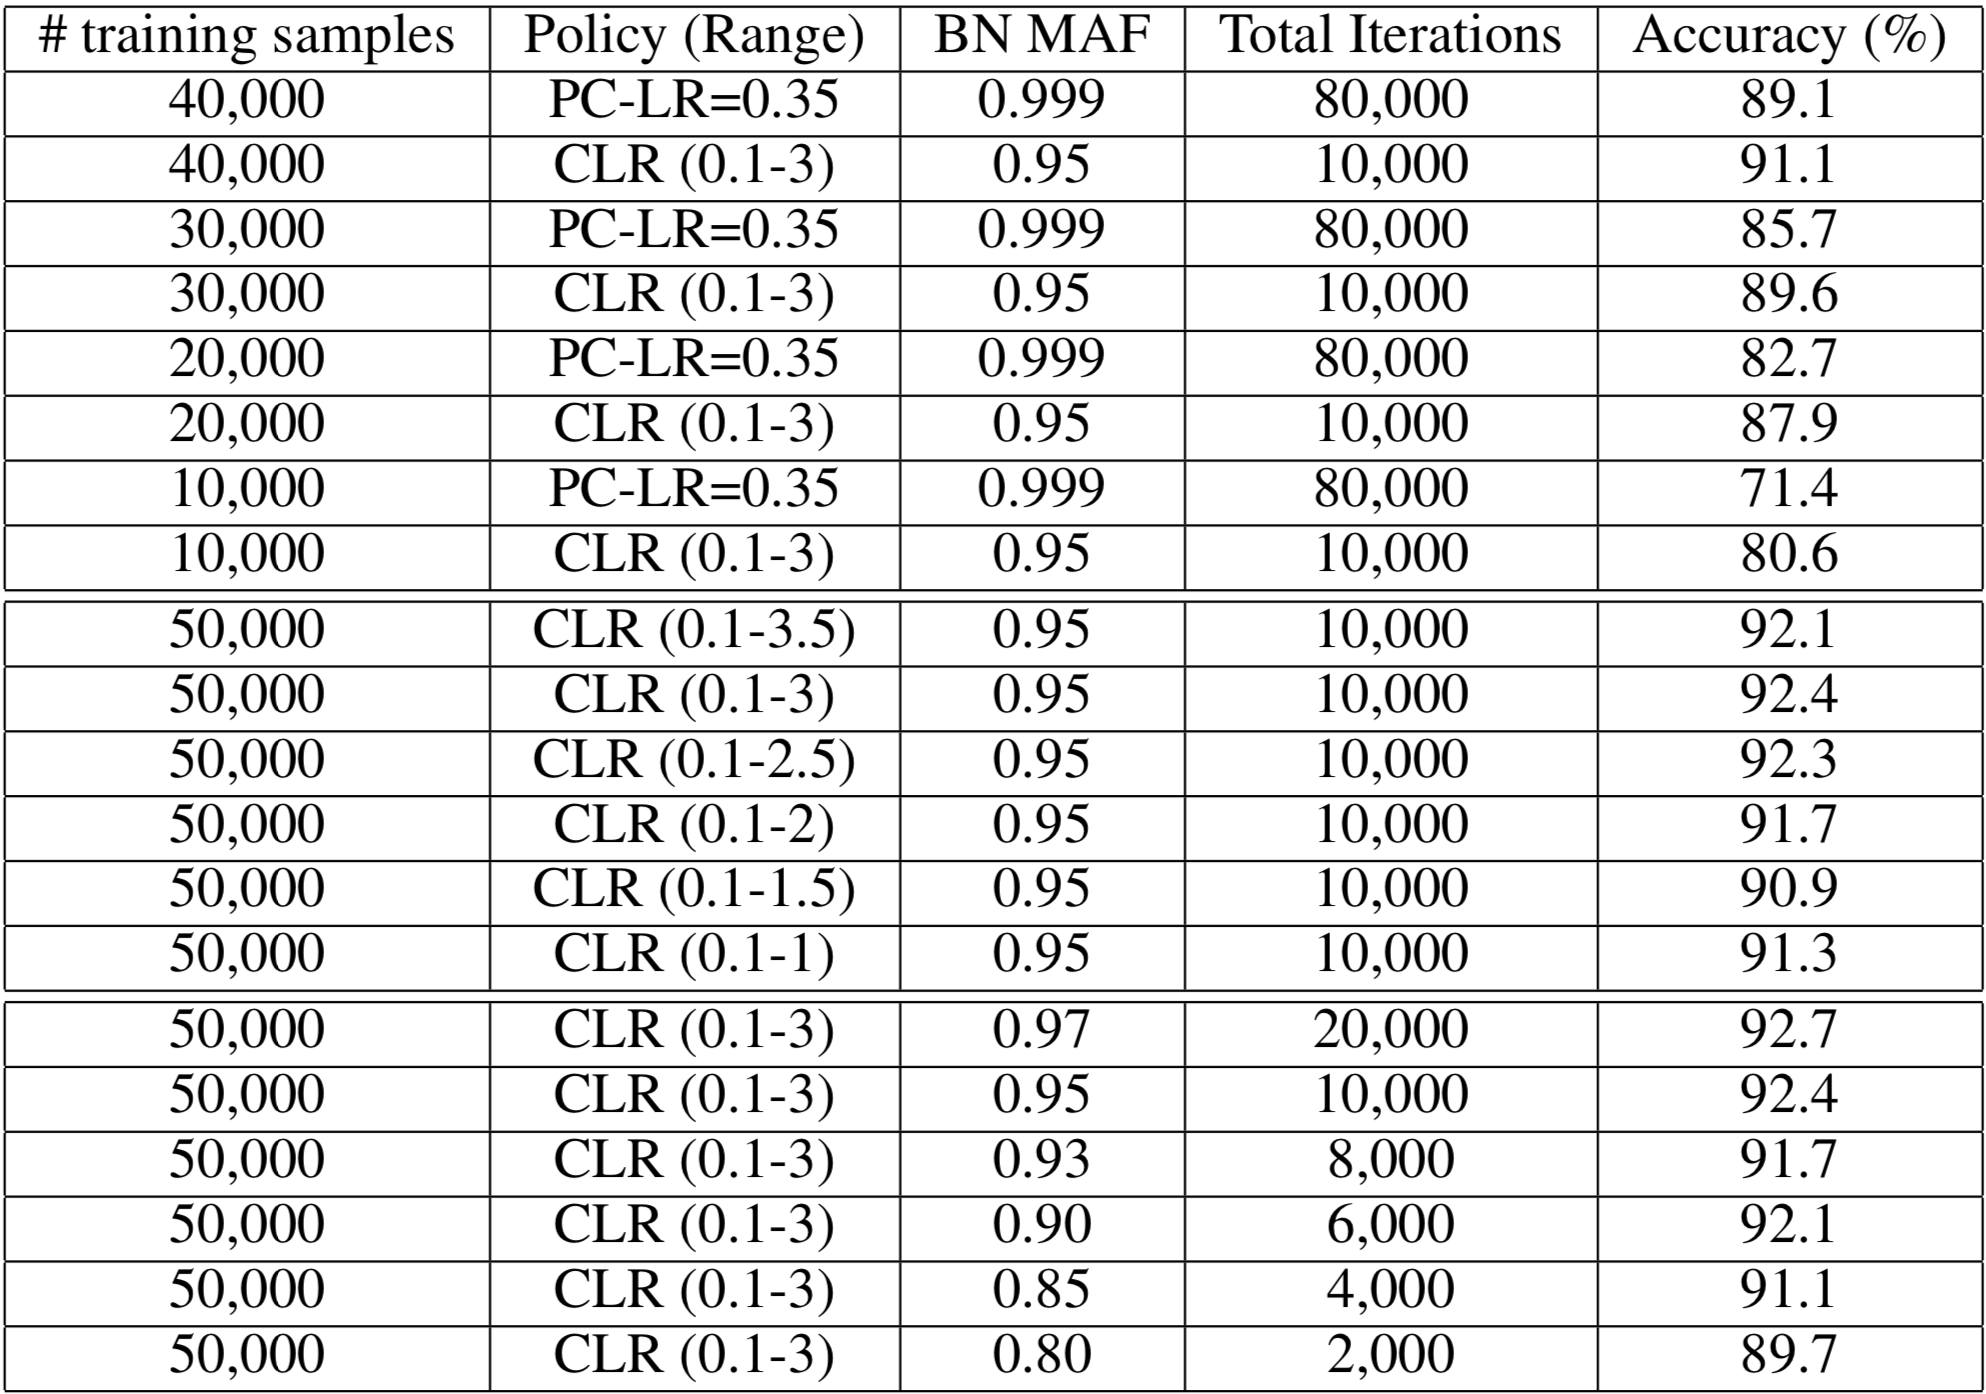 # training samples Policy (Range) BN MAF Total Iterations Accuracy (%)
40,000 PC-LR=0.35 0.999 80,000 89.1
40,000 CLR (0.1-3) 0.95 10,000 91.1
30,000 PC-LR=0.35 0.999 80,000 85.7
30,000 CLR (0.1-3) 0.95 10,000 89.6
20,000 PC-LR=0.35 0.999 80,000 82.7
20,000 CLR (0.1-3) 0.95 10,000 87.9
10,000 PC-LR=0.35 0.999 80,000 71.4
10,000 CLR (0.1-3) 0.95 10,000 80.6
50,000 CLR (0.1-3.5) 0.95 10,000 92.1
50,000 CLR (0.1-3) 0.95 10,000 92.4
50,000 CLR (0.1-2.5) 0.95 10,000 92.3
50,000 CLR (0.1-2) 0.95 10,000 91.7
50,000 CLR (0.1-1.5) 0.95 10,000 90.9
50,000 CLR (0.1-1) 0.95 10,000 91.3
50,000 CLR (0.1-3) 0.97 20,000 92.7
50,000 CLR (0.1-3) 0.95 10,000 92.4
50,000 CLR (0.1-3) 0.93 8,000 91.7
50,000 CLR (0.1-3) 0.90 6,000 92.1
50,000 CLR (0.1-3) 0.85 4,000 91.1
50,000 CLR (0.1-3) 0.80 2,000 89.7